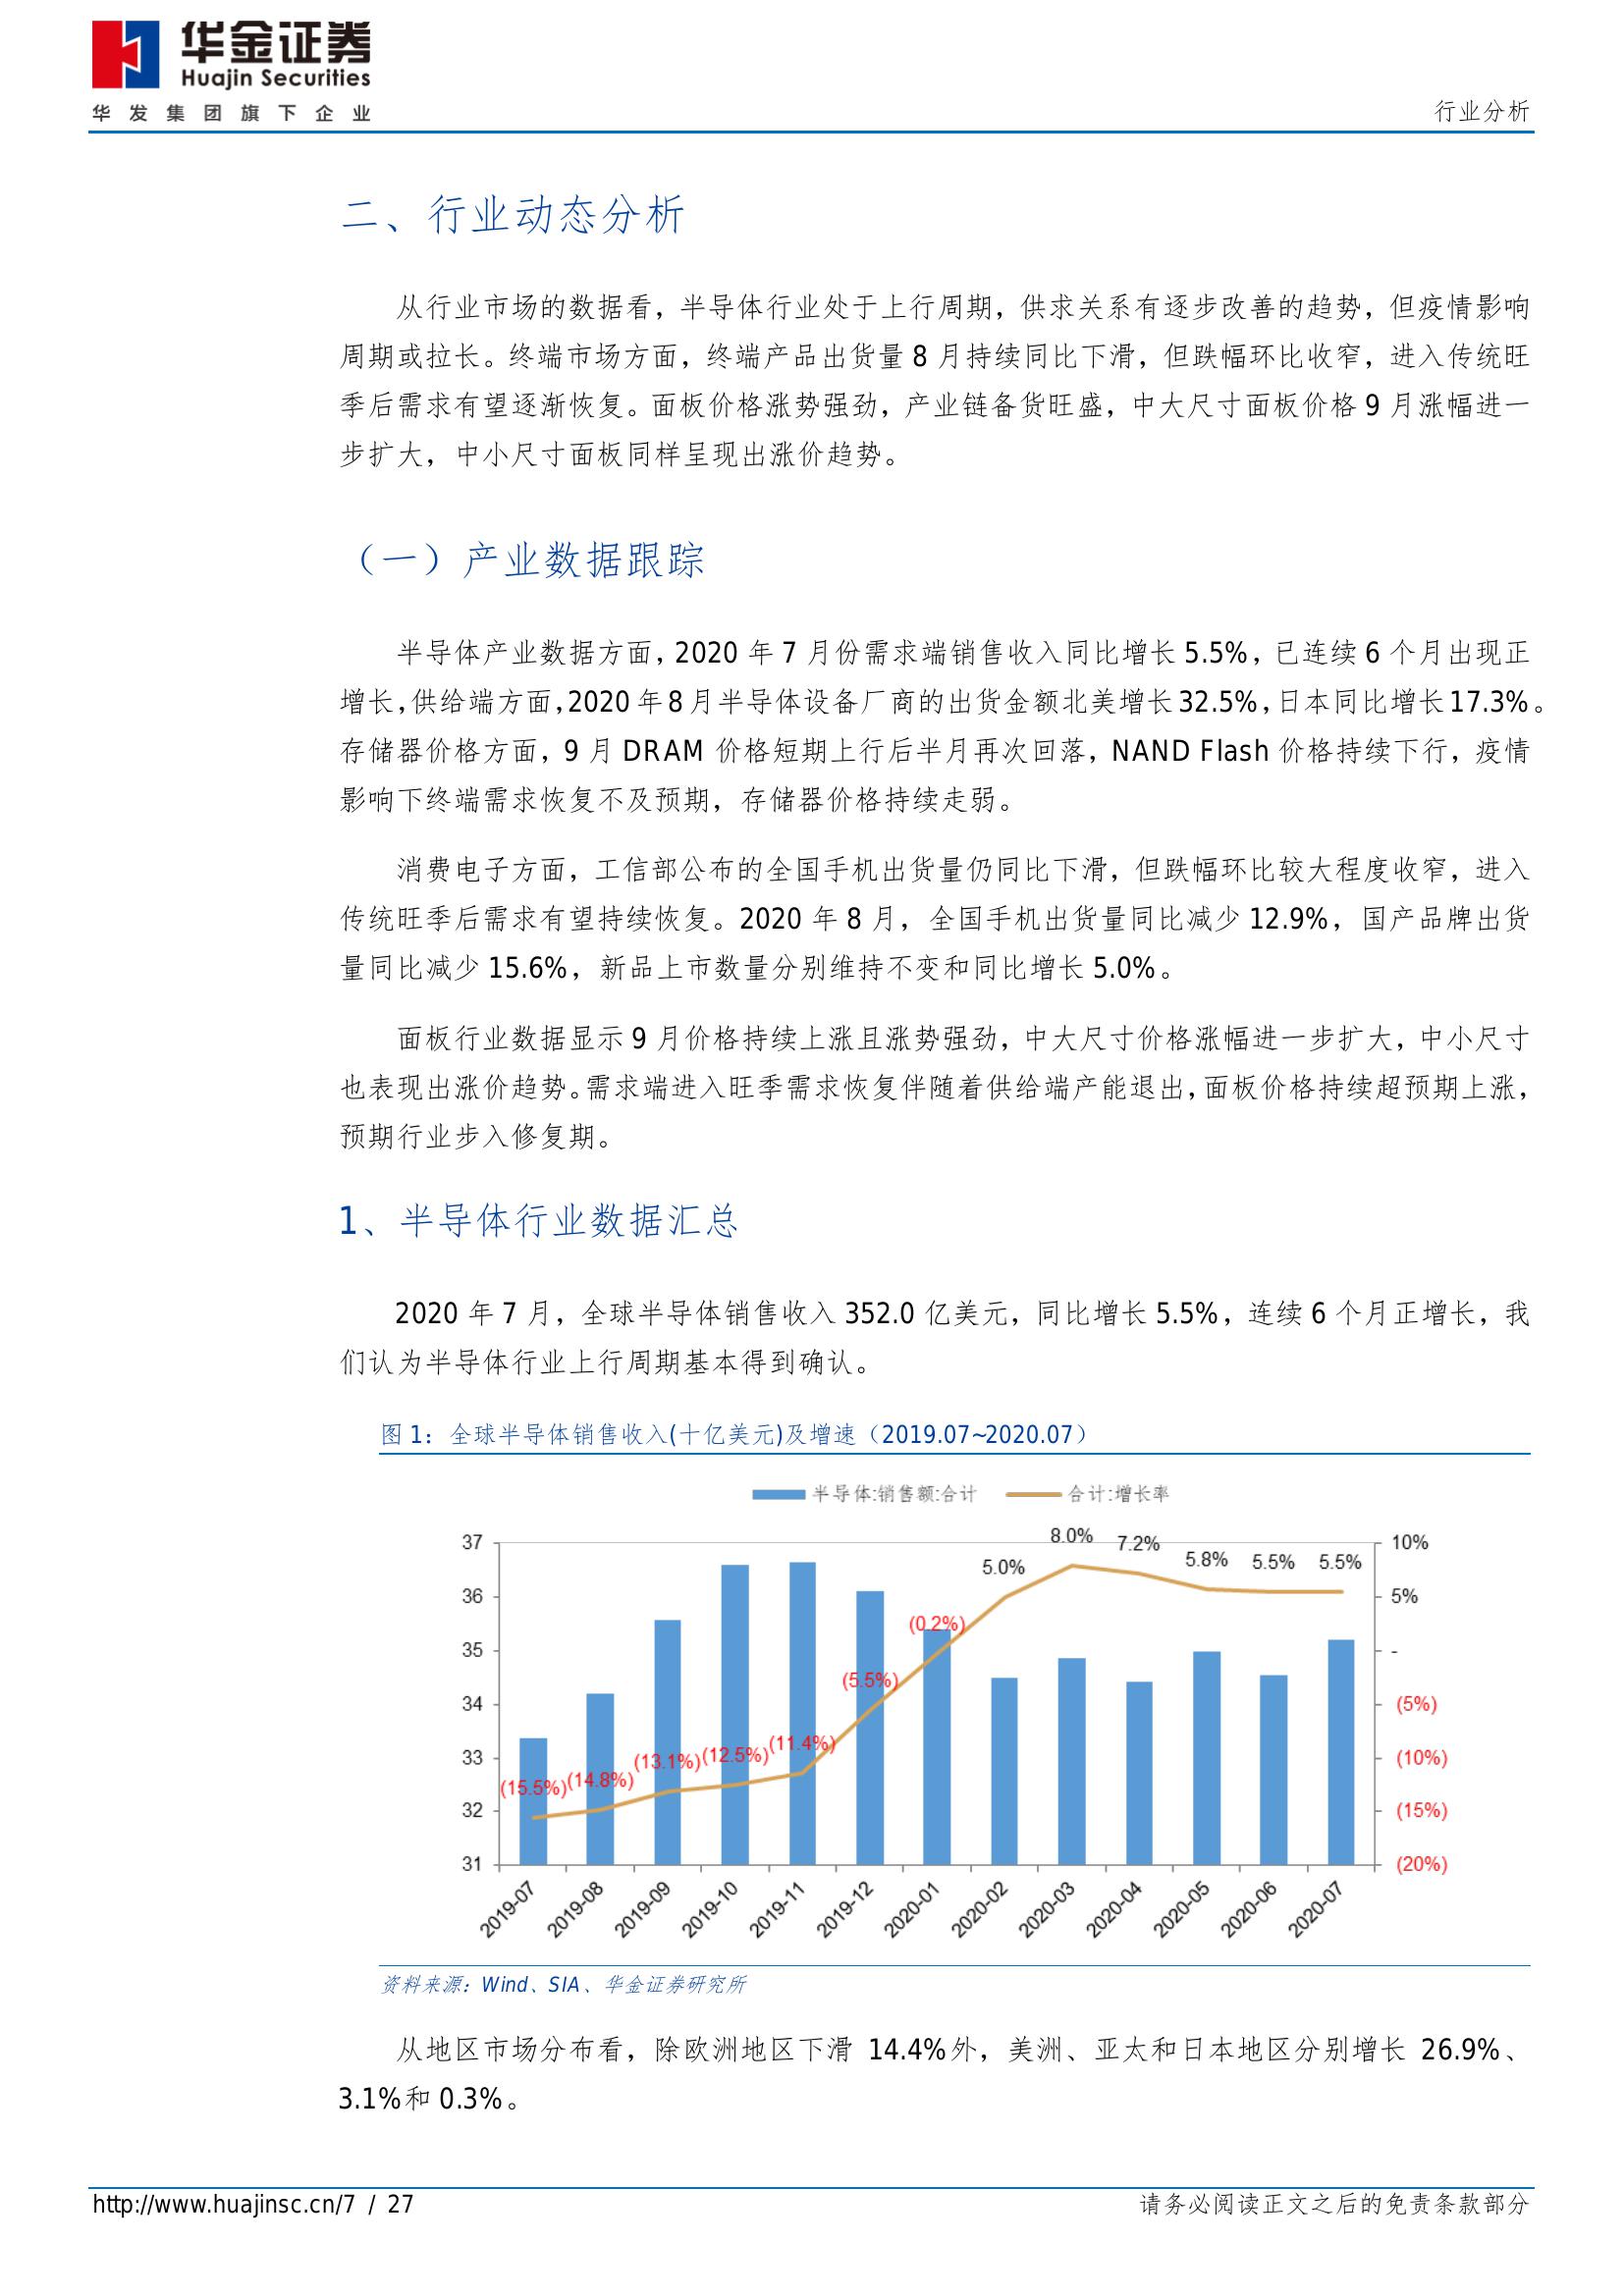 华金证券
Huajin Securities
华发集团旗下企业
行业分析
二、行业动态分析
从行业市场的数据看，半导体行业处于上行周期，供求关系有逐步改善的趋势，但疫情影响
周期或拉长。终端市场方面，终端产品出货量 8 月持续同比下滑，但跌幅环比收窄，进入传统旺
季后需求有望逐渐恢复。面板价格涨势强劲，产业链备货旺盛，中大尺寸面板价格 9 月涨幅进一
步扩大，中小尺寸面板同样呈现出涨价趋势。
（一）产业数据跟踪
半导体产业数据方面，2020 年 7 月份需求端销售收入同比增长 5.5%，已连续 6 个月出现正
增长，供给端方面，2020 年 8 月半导体设备厂商的出货金额北美增长 32.5%，日本同比增长 17.3%。
存储器价格方面，9 月 DRAM 价格短期上行后半月再次回落，NAND Flash 价格持续下行，疫情
影响下终端需求恢复不及预期，存储器价格持续走弱。
消费电子方面，工信部公布的全国手机出货量仍同比下滑，但跌幅环比较大程度收窄，进入
传统旺季后需求有望持续恢复。2020 年 8 月，全国手机出货量同比减少 12.9%，国产品牌出货
量同比减少 15.6%，新品上市数量分别维持不变和同比增长 5.0%。
面板行业数据显示 9 月价格持续上涨且涨势强劲，中大尺寸价格涨幅进一步扩大，中小尺寸
也表现出涨价趋势。需求端进入旺季需求恢复伴随着供给端产能退出，面板价格持续超预期上涨，
预期行业步入修复期。
1、半导体行业数据汇总
2020 年 7 月，全球半导体销售收入 352.0 亿美元，同比增长 5.5%，连续 6 个月正增长，我
们认为半导体行业上行周期基本得到确认。
图 1：全球半导体销售收入(十亿美元)及增速（2019.07~2020.07）
半导体:销售额:合计 合计:增长率
37
36
35
34
33
32
31
(15.5%) (14.8%) (13.1%) (12.5%) (11.4%) (5.5%) (0.2%) 5.0% 8.0% 7.2% 5.8% 5.5% 5.5%
10%
5%
-
(5%)
(10%)
(15%)
(20%)
2019-07 2019-08 2019-09 2019-10 2019-11 2019-12 2020-01 2020-02 2020-03 2020-04 2020-05 2020-06 2020-07
资料来源：Wind、SIA、华金证券研究所
从地区市场分布看，除欧洲地区下滑 14.4%外，美洲、亚太和日本地区分别增长 26.9%、
3.1%和 0.3%。
http://www.huajinsc.cn/7 / 27
请务必阅读正文之后的免责条款部分